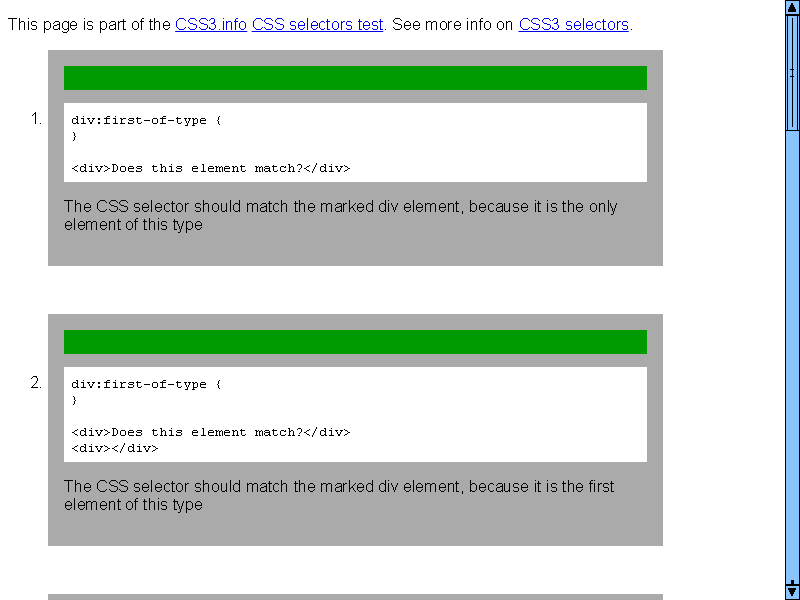 This page is part of the CSS3.info CSS selectors test. See more info on CSS3 selectors.
1.
div:first-of-type {
}
<div>Does this element match?</div>
The CSS selector should match the marked div element, because it is the only
element of this type
2.
div:first-of-type {
}
<div>Does this element match?</div>
<div></div>
The CSS selector should match the marked div element, because it is the first
element of this type